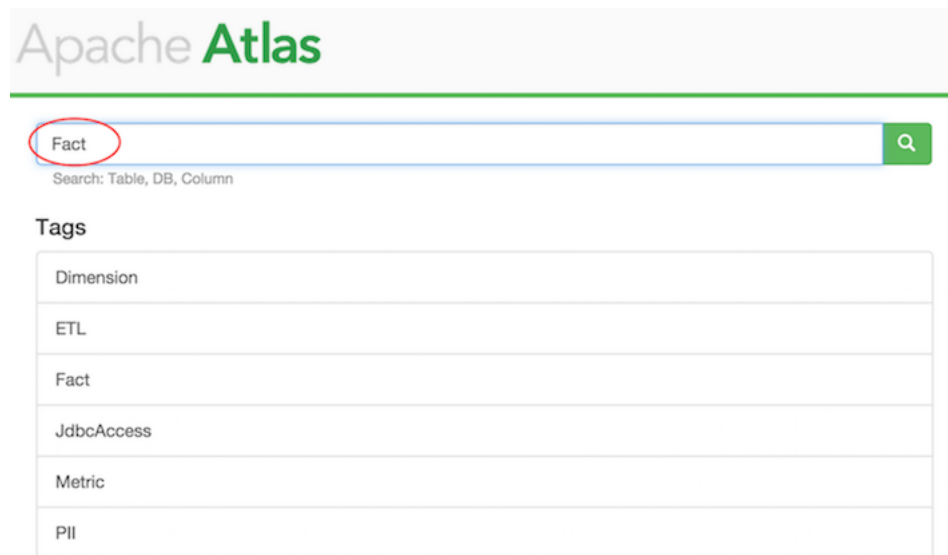 Apache Atlas
Fact
Search: Table, DB, Column
Tags
Dimension
ETL
Fact
JdbcAccess
Metric
PII